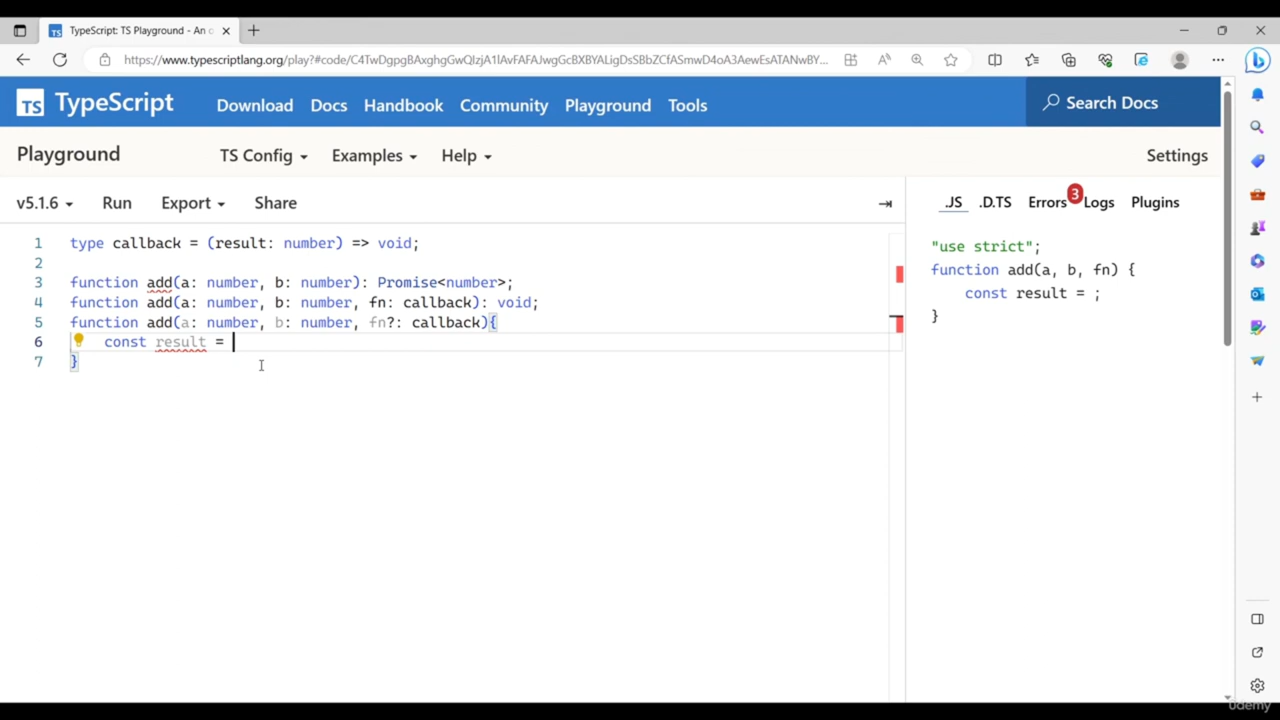 TypeScript: TS Playground - An o
https://www.typescriptlang.org/play?#code/C4TwDgpgBAxghgGwQIzjA1lAvFAFAJwgGcBXBYALigDsSBbZCfASmwD4oA3AewEsATANwBY...
TS TypeScript Download Docs Handbook Community Playground Tools Search Docs
Playground TS Config Examples Help Settings
v5.1.6 Run Export Share
.JS .D.TS Errors 3 Logs Plugins
1 type callback = (result: number) => void;
2
3 function add(a: number, b: number): Promise<number>;
4 function add(a: number, b: number, fn: callback): void;
5 function add(a: number, b: number, fn?: callback){
6 const result =
7 }
"use strict";
function add(a, b, fn) {
const result = ;
}
udemy